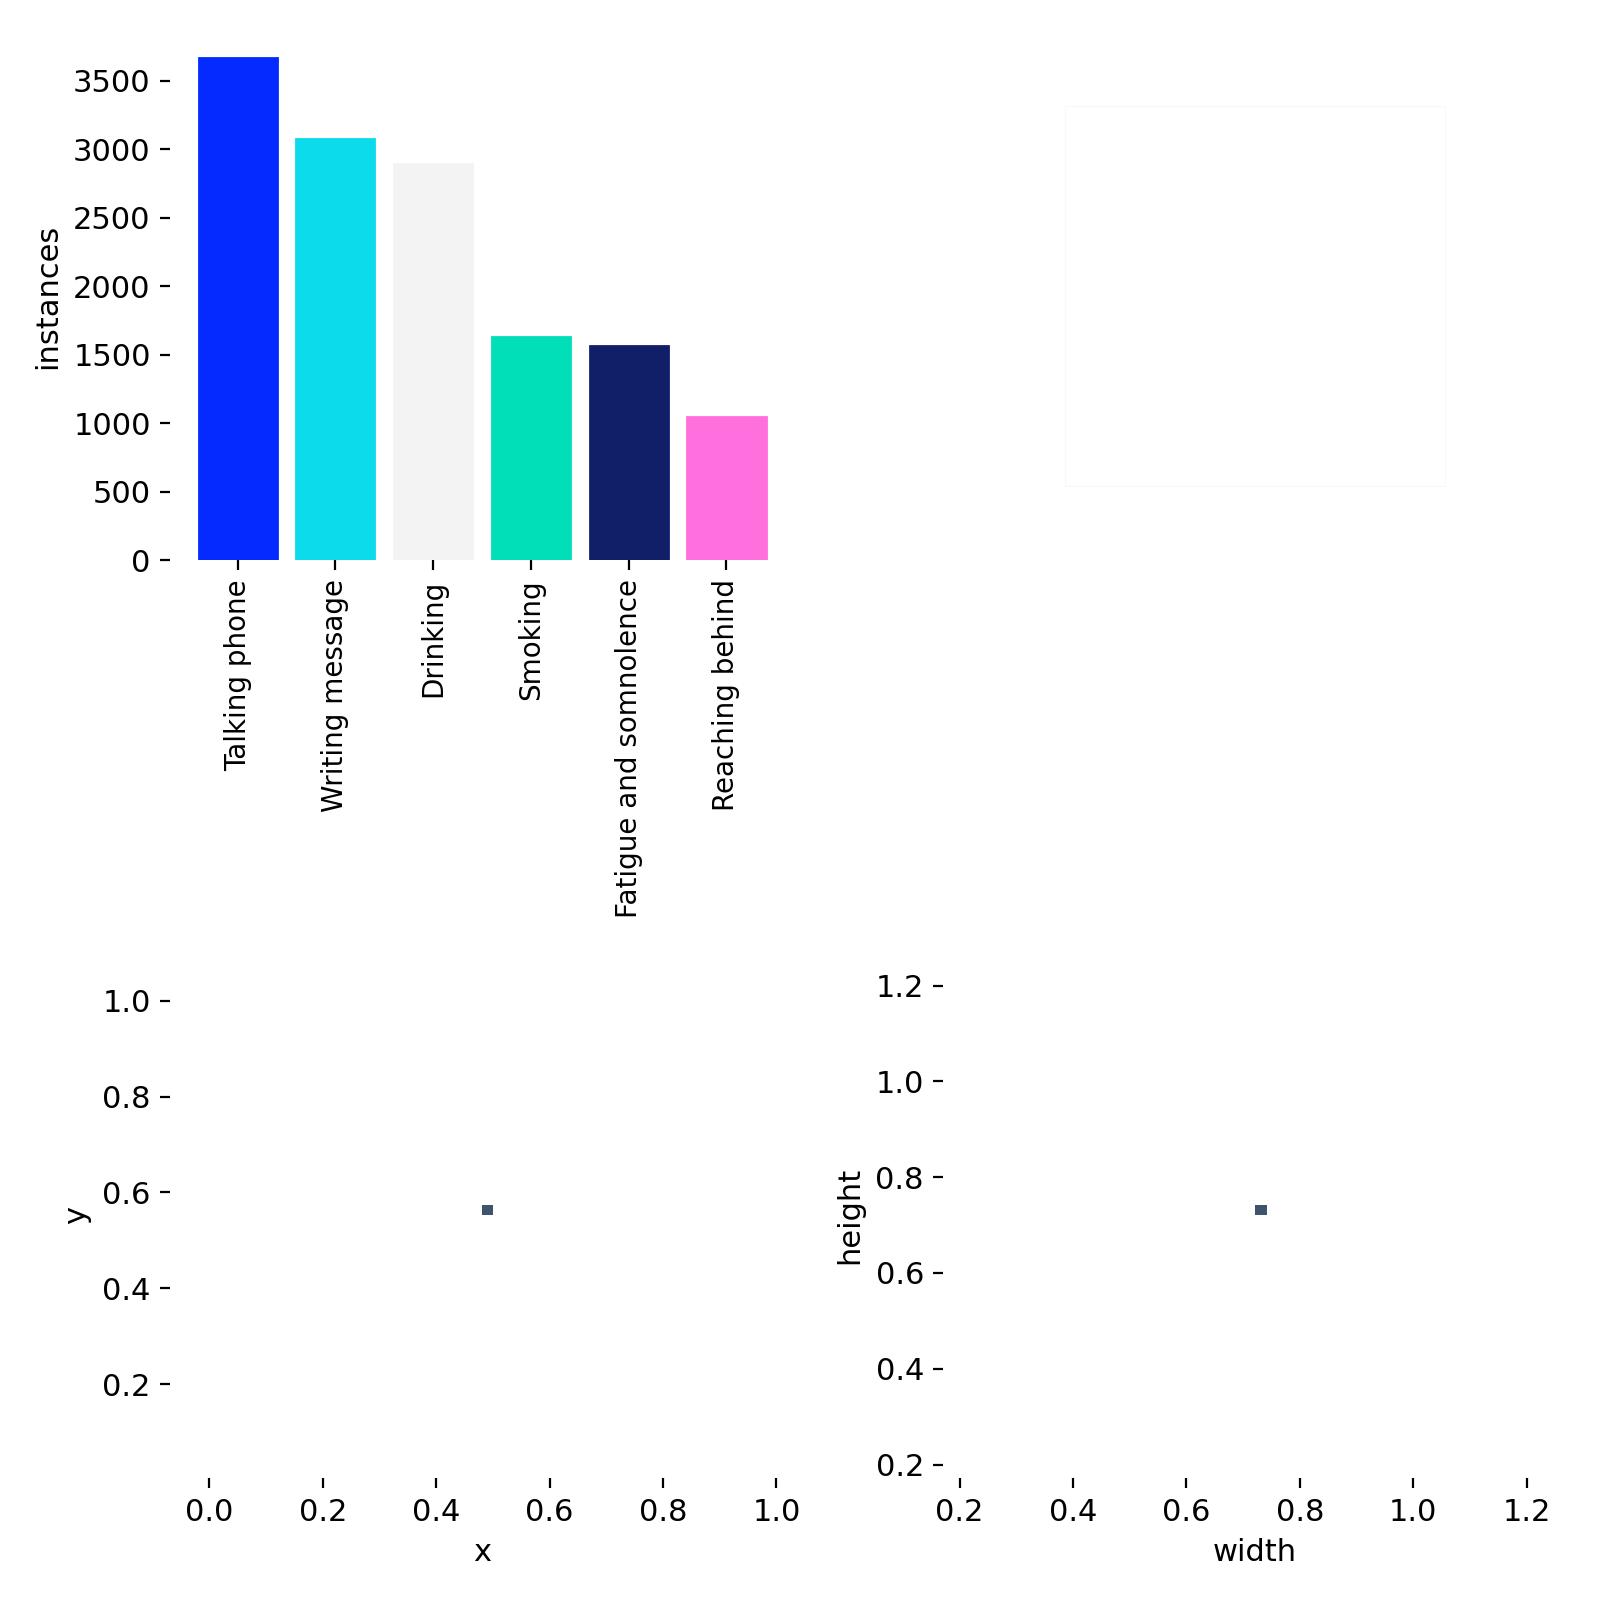 3500
3000
2500
2000
1500
1000
500
0
instances
Talking phone
Writing message
Drinking
Smoking
Fatigue and somnolence
Reaching behind
1.0
0.8
0.6
0.4
0.2
y
0.0 0.2 0.4 0.6 0.8 1.0
x
1.2
1.0
0.8
0.6
0.4
0.2
height
0.2 0.4 0.6 0.8 1.0 1.2
width